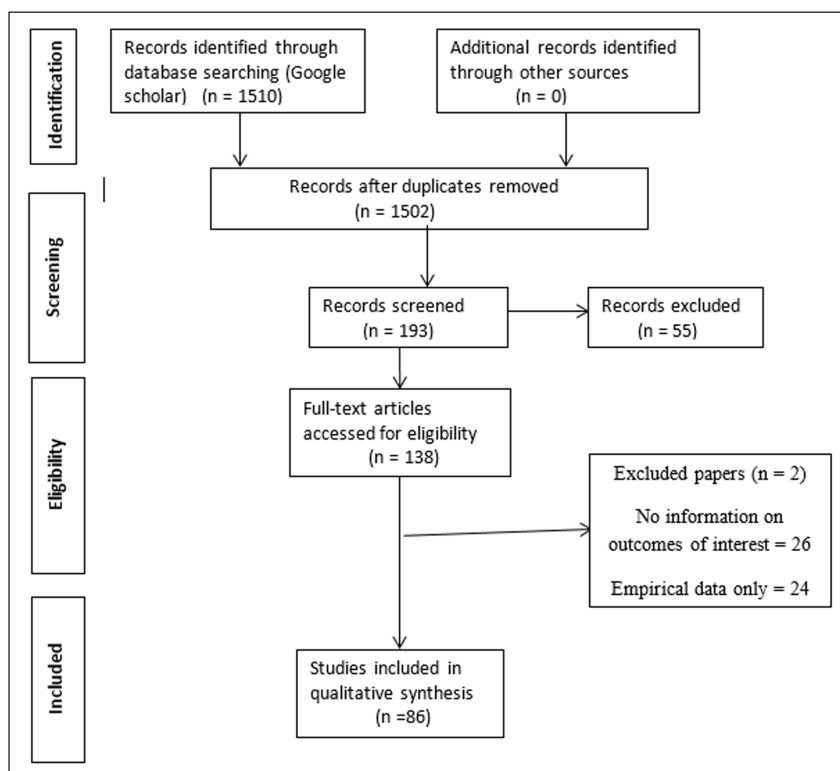 Identification
Records identified through
database searching (Google
scholar) (n = 1510)
Additional records identified
through other sources
(n = 0)
Records after duplicates removed
(n = 1502)
Screening
Records screened
(n = 193)
Records excluded
(n = 55)
Eligibility
Full-text articles
accessed for eligibility
(n = 138)
Excluded papers (n = 2)
No information on
outcomes of interest = 26
Empirical data only = 24
Included
Studies included in
qualitative synthesis
(n =86)